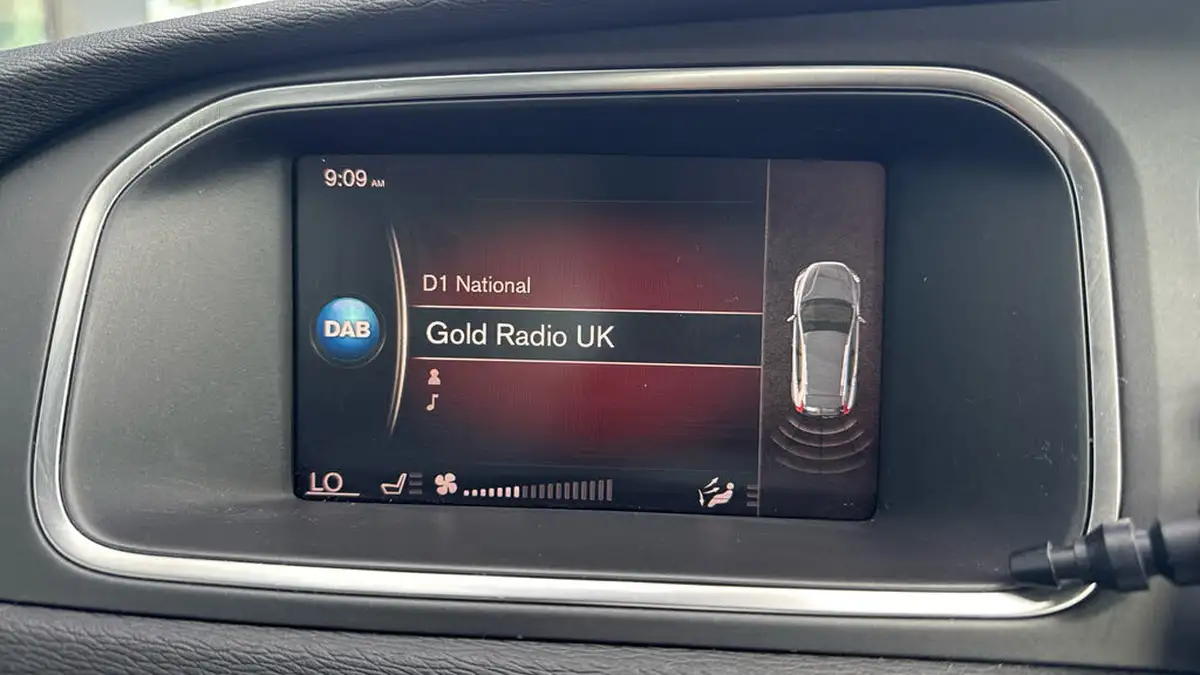 9:09 AM
D1 National
DAB
Gold Radio UK
LO